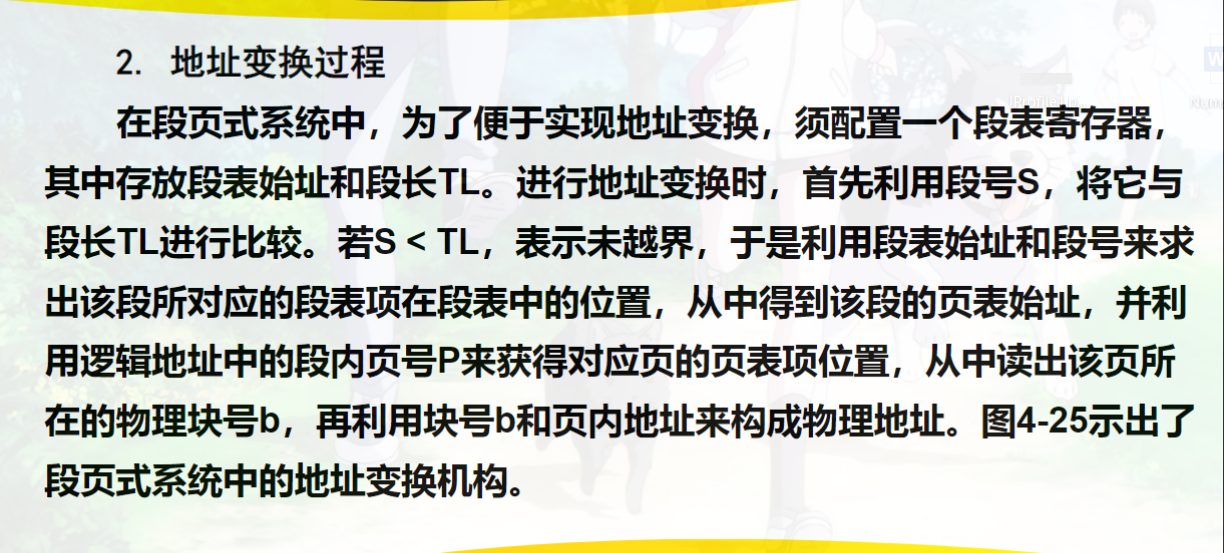 2. 地址变换过程
在段页式系统中，为了便于实现地址变换，须配置一个段表寄存器，
其中存放段表始址和段长TL。进行地址变换时，首先利用段号S，将它与
段长TL进行比较。若S < TL，表示未越界，于是利用段表始址和段号来求
出该段所对应的段表项在段表中的位置，从中得到该段的页表始址，并利
用逻辑地址中的段内页号P来获得对应页的页表项位置，从中读出该页所
在的物理块号b，再利用块号b和页内地址来构成物理地址。图4-25示出了
段页式系统中的地址变换机构。